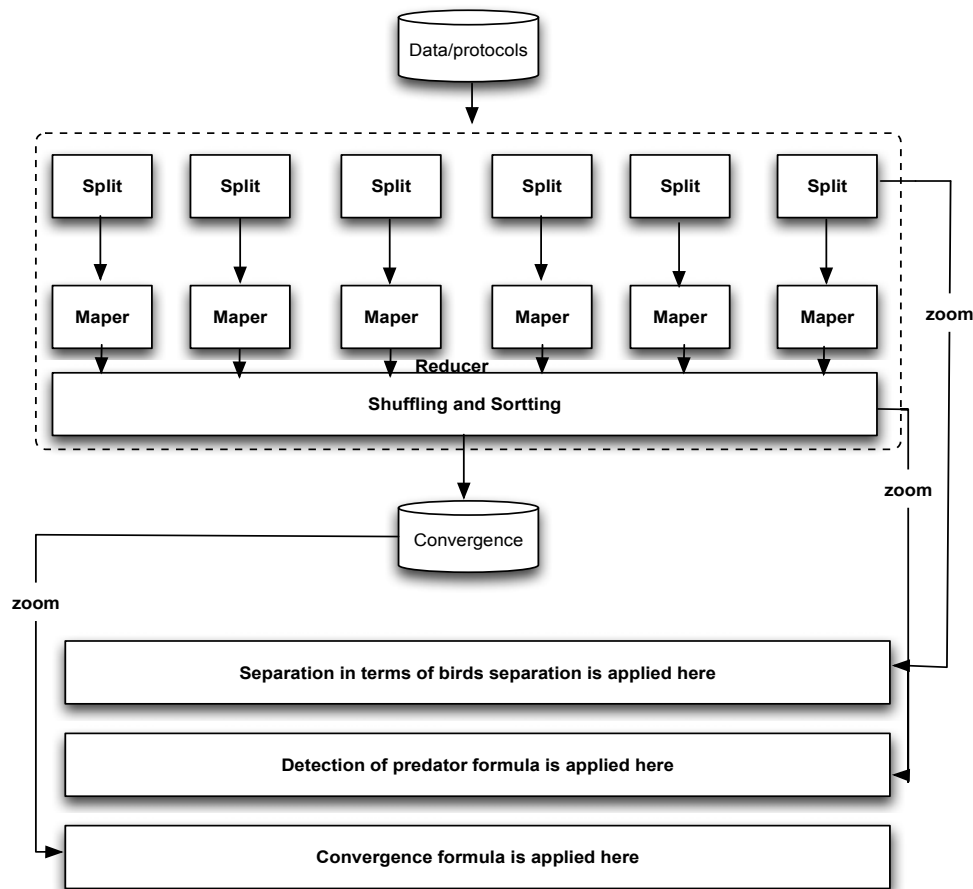 Data/protocols
Split Split Split Split Split Split
Maper Maper Maper Maper Maper Maper
zoom
Reducer
Shuffling and Sortting
zoom
Convergence
zoom
Separation in terms of birds separation is applied here
Detection of predator formula is applied here
Convergence formula is applied here